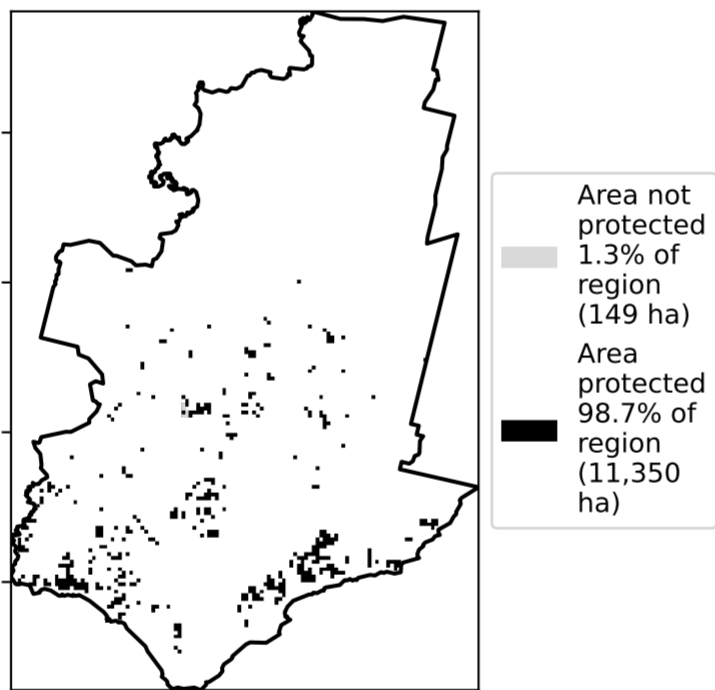 Area not
protected
1.3% of
region
(149 ha)
Area
protected
98.7% of
region
(11,350
ha)